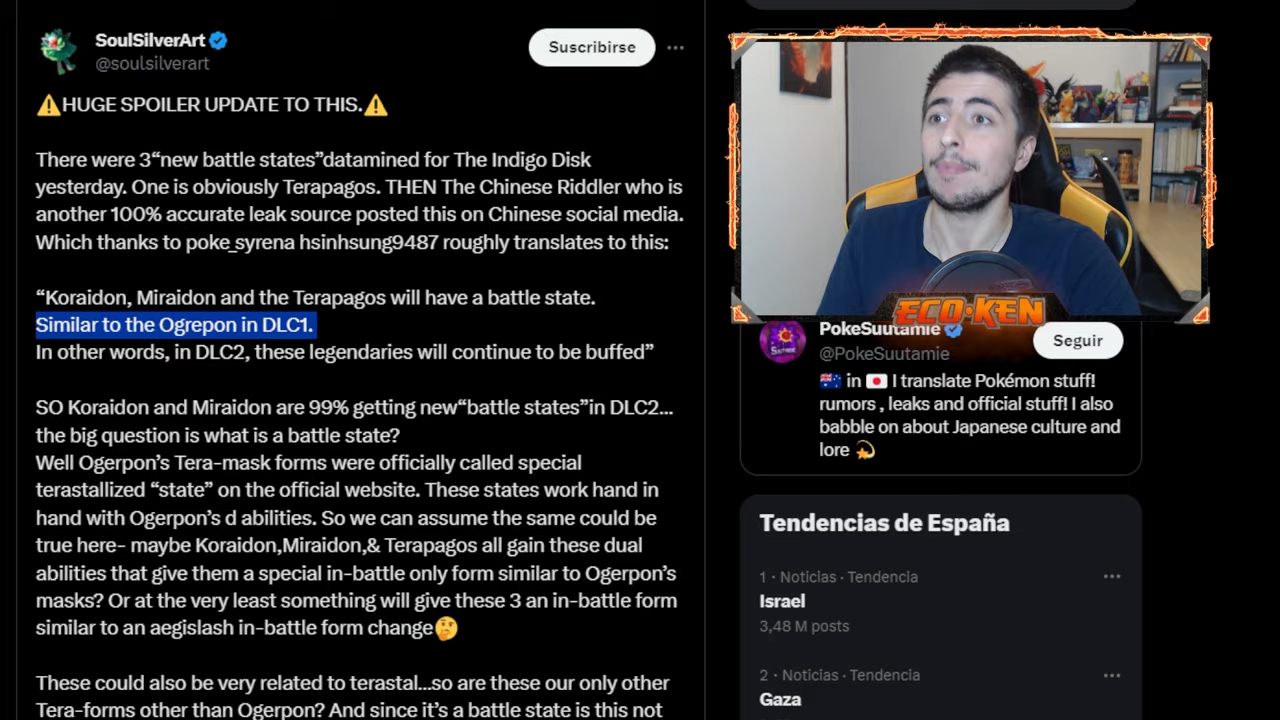 SoulSilverArt
@soulsilverart
Suscribirse
⚠️HUGE SPOILER UPDATE TO THIS.⚠️
There were 3“new battle states”datamined for The Indigo Disk
yesterday. One is obviously Terapagos. THEN The Chinese Riddler who is
another 100% accurate leak source posted this on Chinese social media.
Which thanks to poke_syrena hsinhsung9487 roughly translates to this:
“Koraidon, Miraidon and the Terapagos will have a battle state.
Similar to the Ogrepon in DLC1.
In other words, in DLC2, these legendaries will continue to be buffed”
SO Koraidon and Miraidon are 99% getting new“battle states”in DLC2...
the big question is what is a battle state?
Well Ogerpon’s Tera-mask forms were officially called special
terastallized “state” on the official website. These states work hand in
hand with Ogerpon’s d abilities. So we can assume the same could be
true here- maybe Koraidon,Miraidon,& Terapagos all gain these dual
abilities that give them a special in-battle only form similar to Ogerpon’s
masks? Or at the very least something will give these 3 an in-battle form
similar to an aegislash in-battle form change🤔
These could also be very related to terastal...so are these our only other
Tera-forms other than Ogerpon? And since it’s a battle state is this not
ECO·KEN
PokeSuutamie
@PokeSuutamie
Seguir
🇦🇺 in 🇯🇵 I translate Pokémon stuff!
rumors , leaks and official stuff! I also
babble on about Japanese culture and
lore 💫
Tendencias de España
1 · Noticias · Tendencia
Israel
3,48 M posts
2 · Noticias · Tendencia
Gaza